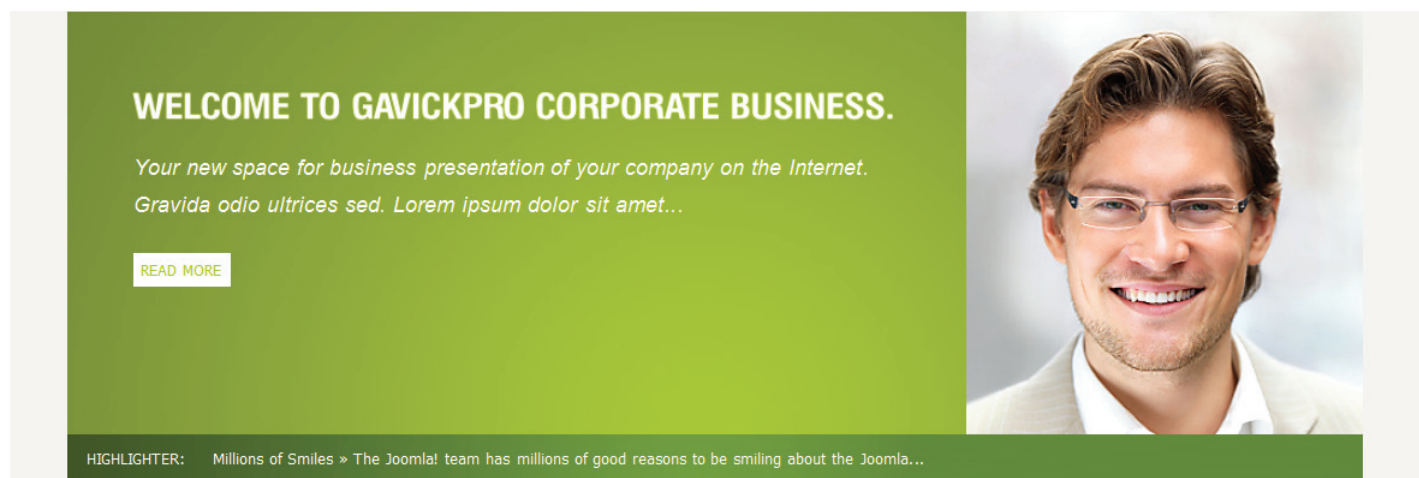 WELCOME TO GAVICKPRO CORPORATE BUSINESS.
Your new space for business presentation of your company on the Internet.
Gravida odio ultrices sed. Lorem ipsum dolor sit amet...
READ MORE
HIGHLIGHTER: Millions of Smiles » The Joomla! team has millions of good reasons to be smiling about the Joomla...